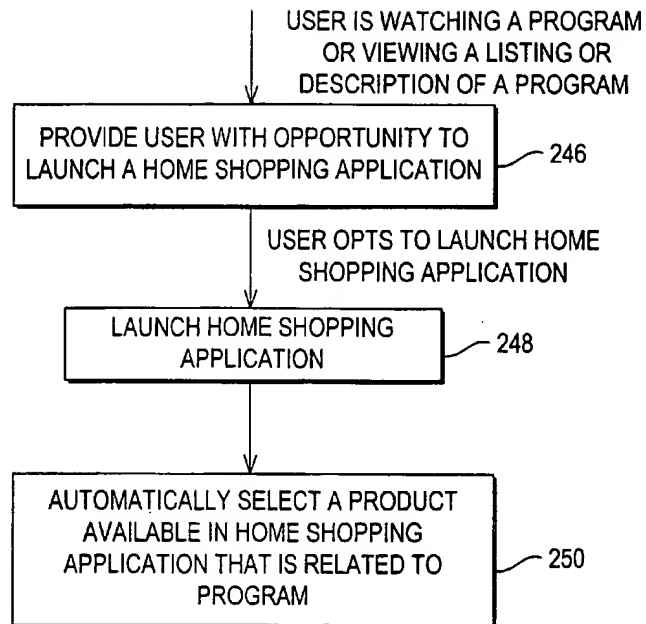 USER IS WATCHING A PROGRAM
OR VIEWING A LISTING OR
DESCRIPTION OF A PROGRAM
PROVIDE USER WITH OPPORTUNITY TO
LAUNCH A HOME SHOPPING APPLICATION
246
USER OPTS TO LAUNCH HOME
SHOPPING APPLICATION
LAUNCH HOME SHOPPING
APPLICATION
248
AUTOMATICALLY SELECT A PRODUCT
AVAILABLE IN HOME SHOPPING
APPLICATION THAT IS RELATED TO
PROGRAM
250